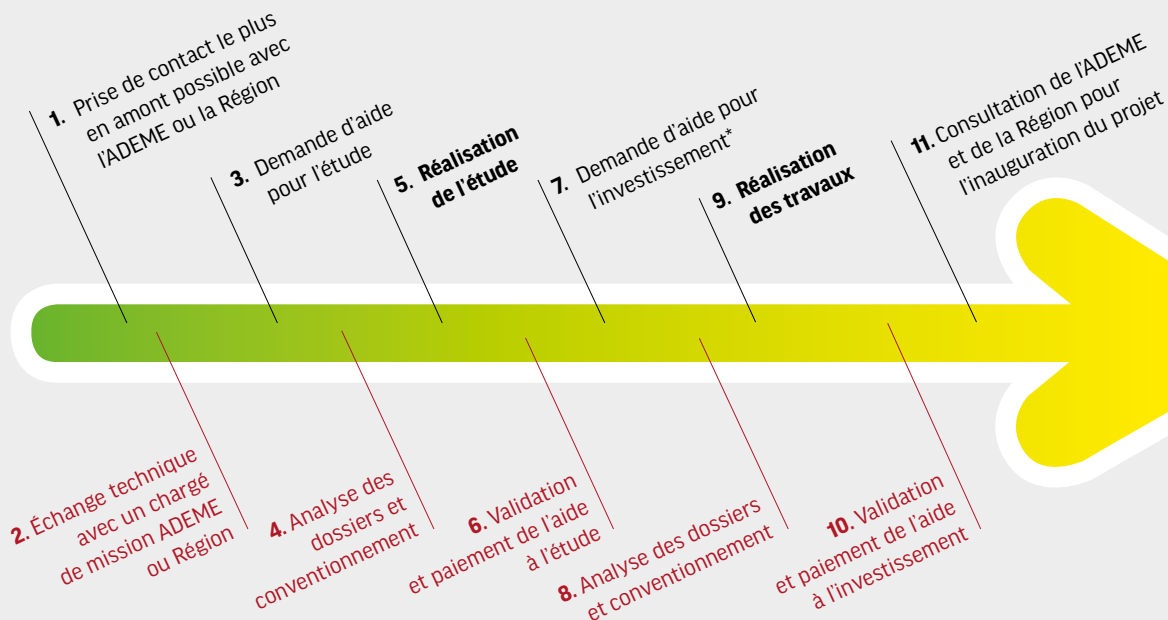 1. Prise de contact le plus
en amont possible avec
l'ADEME ou la Région
2. Échange technique
avec un chargé
de mission ADEME
ou Région
3. Demande d'aide
pour l'étude
4. Analyse des
dossiers et
conventionnement
5. Réalisation
de l'étude
6. Validation
et paiement de l'aide
à l'étude
7. Demande d'aide pour
l'investissement*
8. Analyse des dossiers
et conventionnement
9. Réalisation
des travaux
10. Validation
et paiement de l'aide
à l'investissement
11. Consultation de l'ADEME
et de la Région pour
l'inauguration du projet